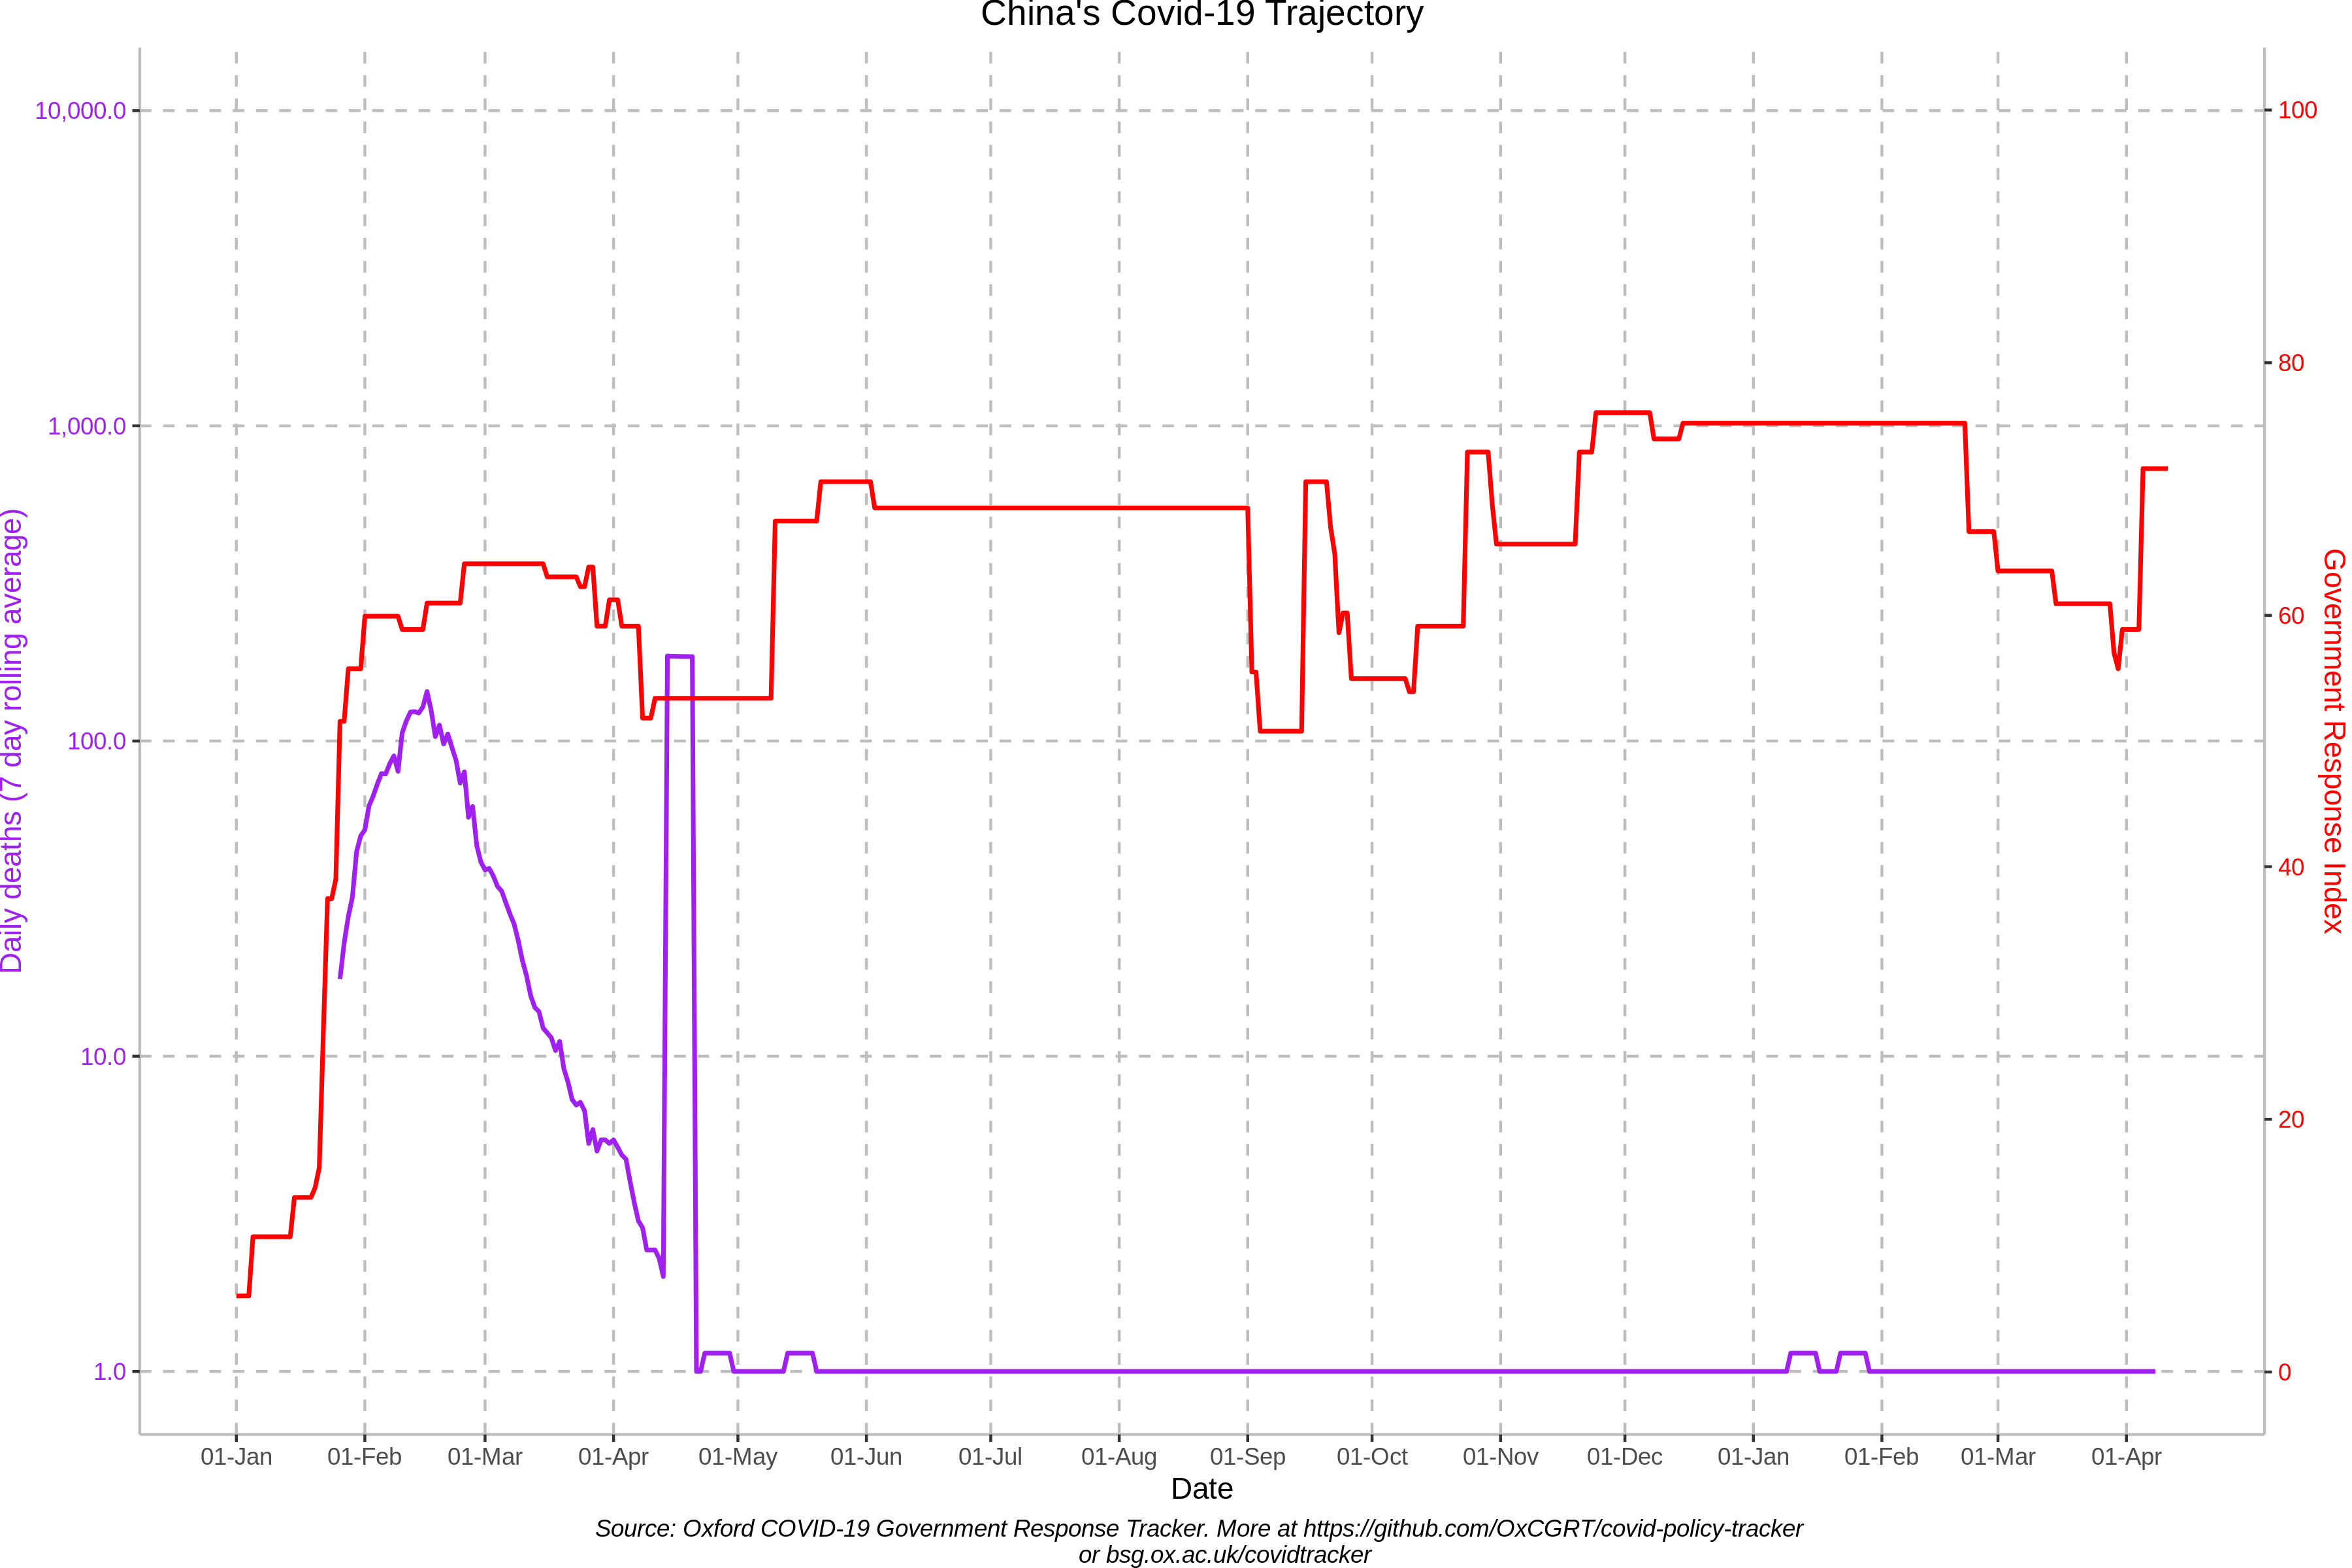 China's Covid-19 Trajectory
10,000.0
1,000.0
100.0
10.0
1.0
Daily deaths (7 day rolling average)
100
80
60
40
20
0
Government Response Index
01-Jan 01-Feb 01-Mar 01-Apr 01-May 01-Jun 01-Jul 01-Aug 01-Sep 01-Oct 01-Nov 01-Dec 01-Jan 01-Feb 01-Mar 01-Apr
Date
Source: Oxford COVID-19 Government Response Tracker. More at https://github.com/OxCGRT/covid-policy-tracker
or bsg.ox.ac.uk/covidtracker